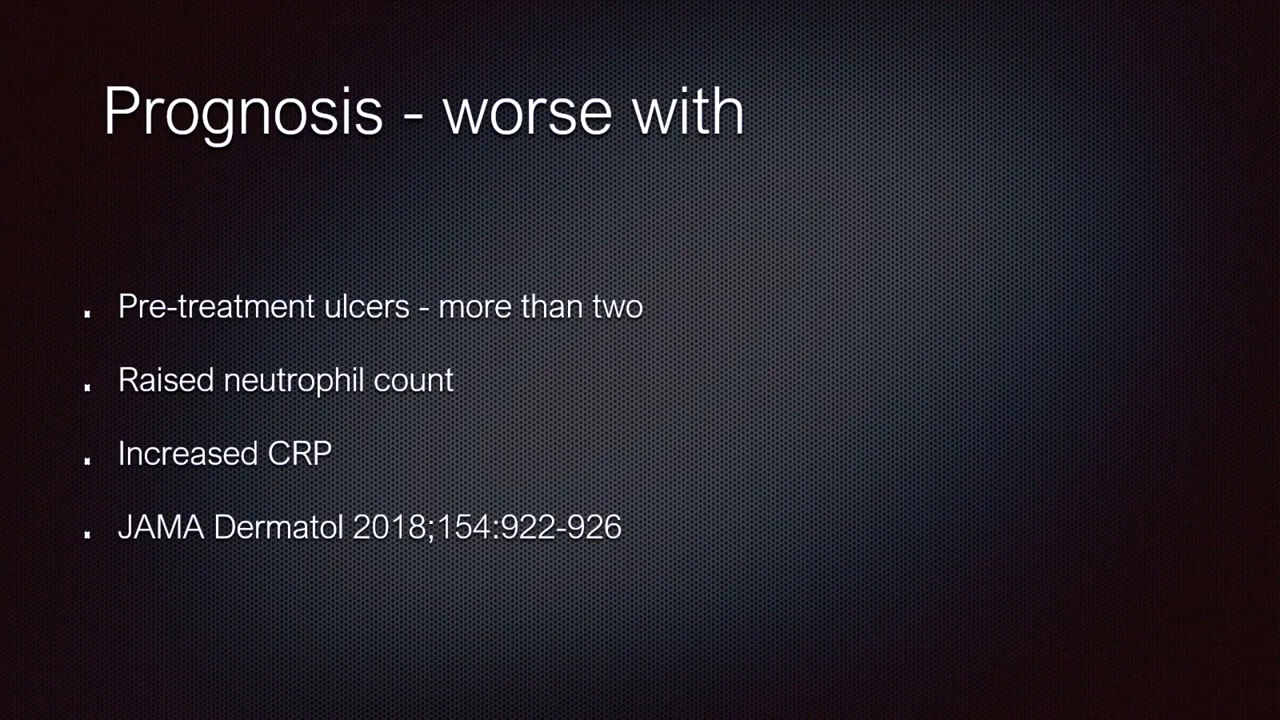 Prognosis - worse with
Pre-treatment ulcers - more than two
Raised neutrophil count
Increased CRP
JAMA Dermatol 2018;154:922-926